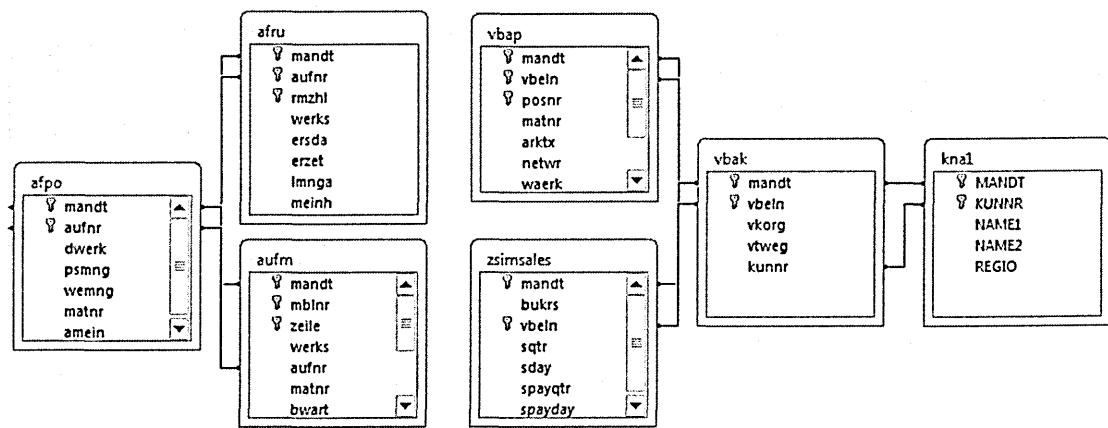 afru
mandt
aufnr
rmzhl
werks
ersda
erzet
lmnga
meinh
vbap
mandt
vbeln
posnr
matnr
arktx
netwr
waerk
afpo
mandt
aufnr
dwerk
psmng
wemng
matnr
amein
vbak
mandt
vbeln
vkorg
vtweg
kunnr
kna1
MANDT
KUNNR
NAME1
NAME2
REGIO
aufm
mandt
mblnr
zeile
werks
aufnr
matnr
bwart
zsimsales
mandt
bukrs
vbeln
sqtr
sday
spayqtr
spayday